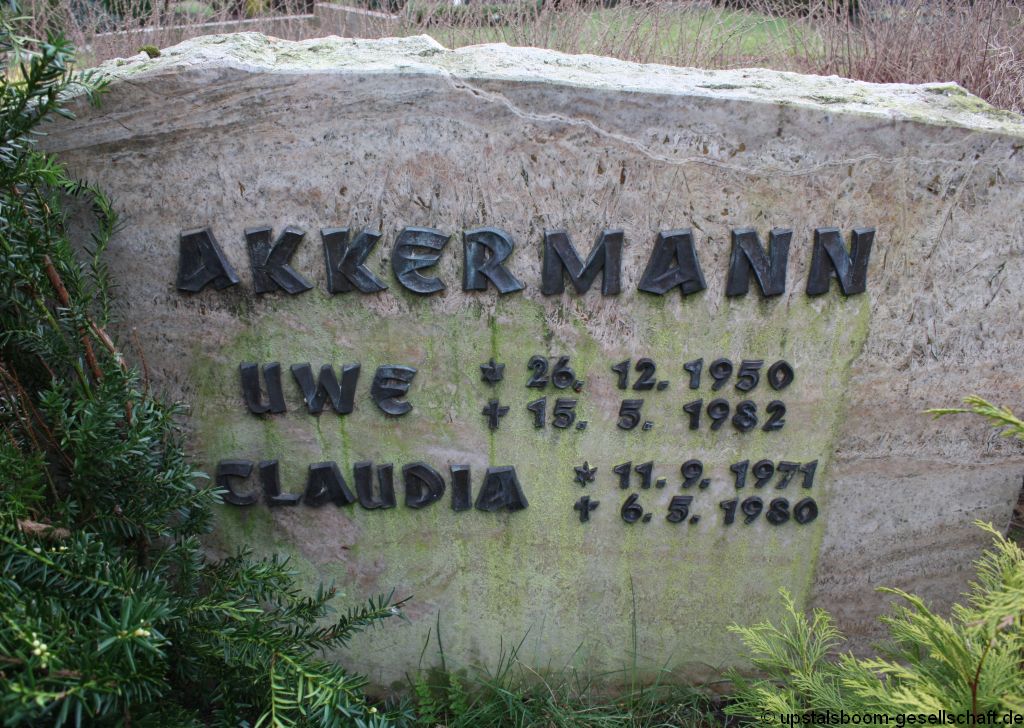 AKKERMANN
UWE ★ 26. 12. 1950
✝ 15. 5. 1982
CLAUDIA ★ 11. 9. 1971
✝ 6. 5. 1980
© upstalsboom-gesellschaft.de